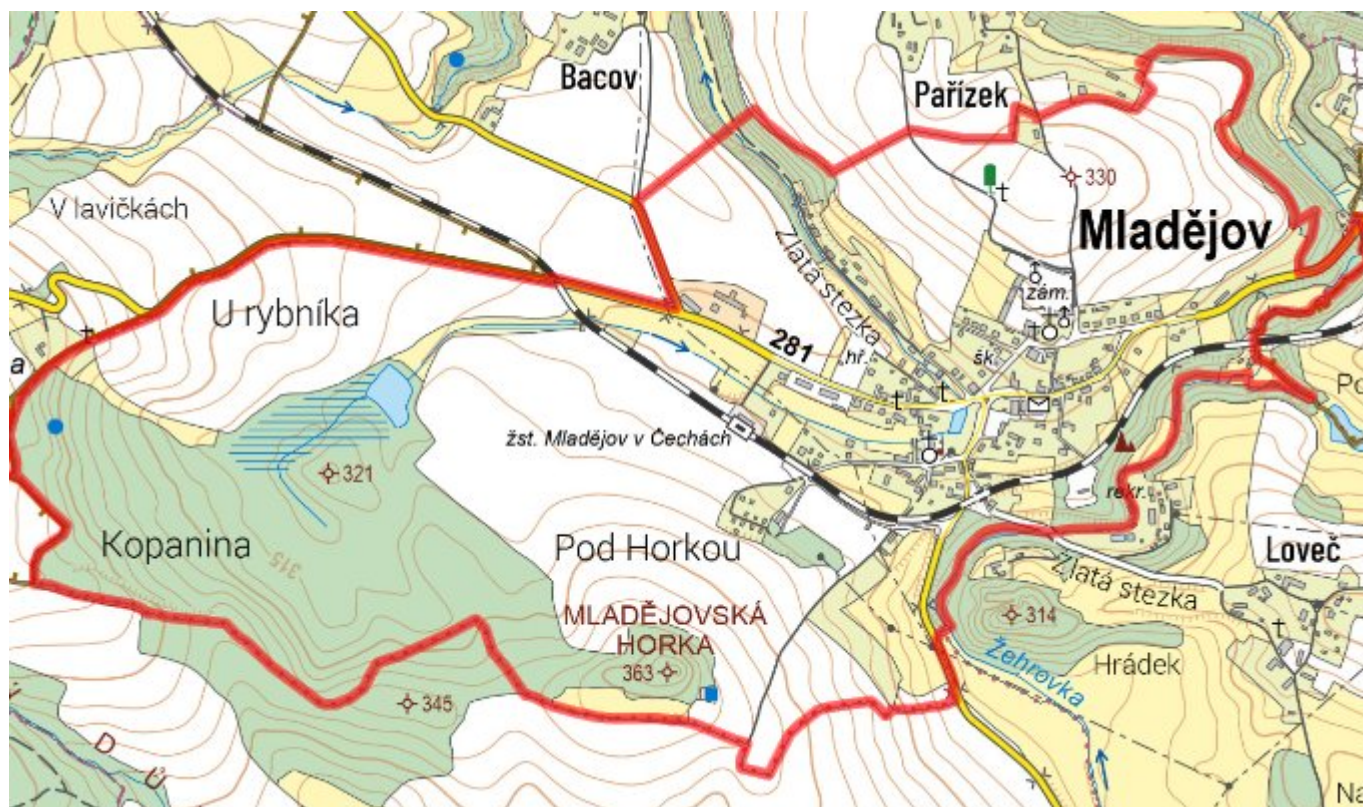 Bacov
Pařízek
V lavičkách
330
Mladějov
Zlatá stezka
zám.
U rybníka
281
hř.
šk.
a
Po
žst. Mladějov v Čechách
321
rekr.
Kopanina
315
Pod Horkou
Loveč
Zlatá stezka
MLADĚJOVSKÁ
HORKA
314
363
Žehrovka
Hrádek
345
D
Ů
Na